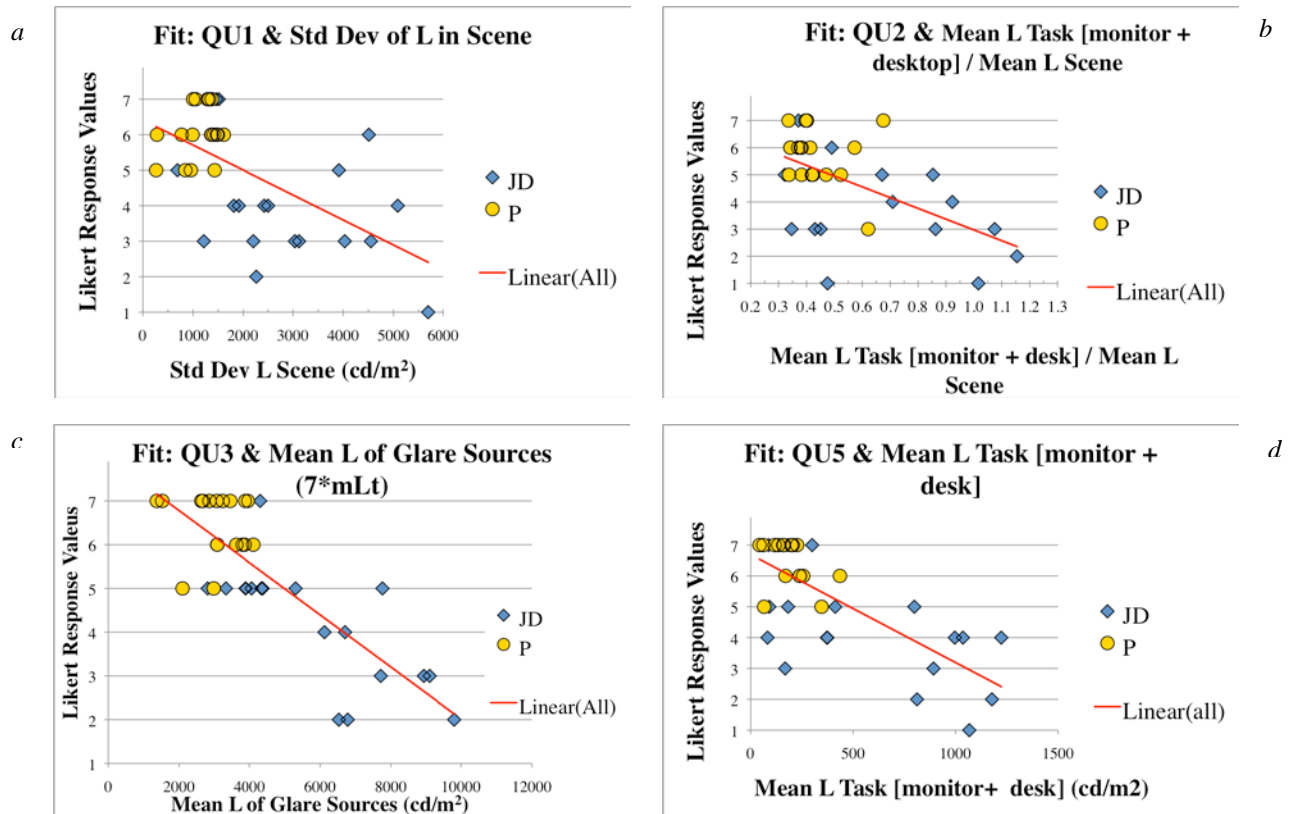 a
Fit: QU1 & Std Dev of L in Scene
Likert Response Values
7
6
5
4
3
2
1
0 1000 2000 3000 4000 5000 6000
Std Dev L Scene (cd/m²)
JD
P
Linear(All)
b
Fit: QU2 & Mean L Task [monitor +
desktop] / Mean L Scene
Likert Response Values
7
6
5
4
3
2
1
0.2 0.3 0.4 0.5 0.6 0.7 0.8 0.9 1.0 1.1 1.2 1.3
Mean L Task [monitor + desk] / Mean L
Scene
JD
P
Linear(All)
c
Fit: QU3 & Mean L of Glare Sources
(7*mLt)
Likert Response Valeus
7
6
5
4
3
2
1
0 2000 4000 6000 8000 10000 12000
Mean L of Glare Sources (cd/m²)
JD
P
Linear(All)
d
Fit: QU5 & Mean L Task [monitor +
desk]
Likert Response Values
7
6
5
4
3
2
1
0 500 1000 1500
Mean L Task [monitor+ desk] (cd/m2)
JD
P
Linear(all)